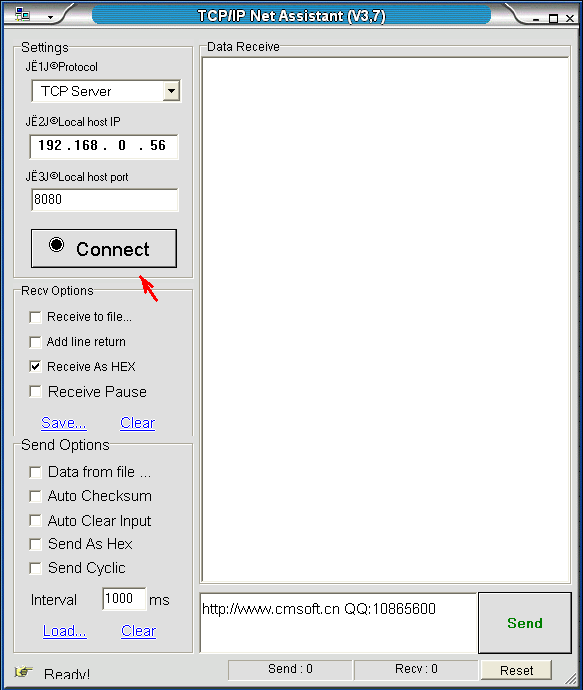 TCP/IP Net Assistant (V3,7)
Settings
JË1J©Protocol
TCP Server
JË2J©Local host IP
192 . 168 . 0 . 56
JË3J©Local host port
8080
Connect
Recv Options
Receive to file...
Add line return
Receive As HEX
Receive Pause
Save... Clear
Send Options
Data from file ...
Auto Checksum
Auto Clear Input
Send As Hex
Send Cyclic
Interval 1000 ms
Load... Clear
Data Receive
http://www.cmsoft.cn QQ:10865600
Send
Ready!
Send : 0
Recv : 0
Reset